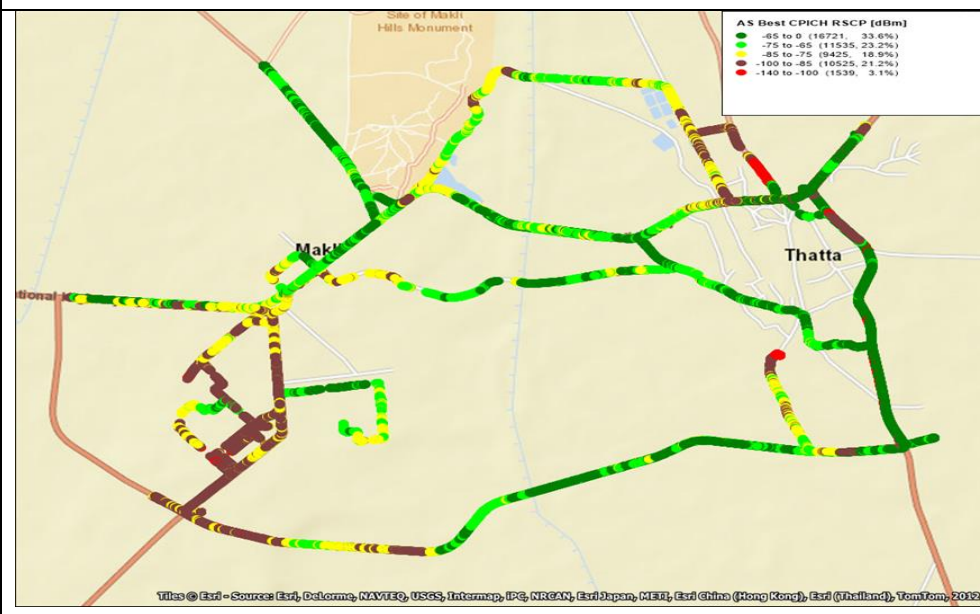 Site of Makli
Hills Monument
AS Best CPICH RSCP [dBm]
-65 to 0 (16721, 33.6%)
-75 to -65 (11535, 23.2%)
-85 to -75 (9425, 18.9%)
-100 to -85 (10525, 21.2%)
-140 to -100 (1539, 3.1%)
Thatta
Tiles © Esri - Source: Esri, DeLorme, NAVTEQ, USGS, Intermap, iPC, NRCAN, Esri Japan, METI, Esri China (Hong Kong), Esri (Thailand), TomTom, 2012